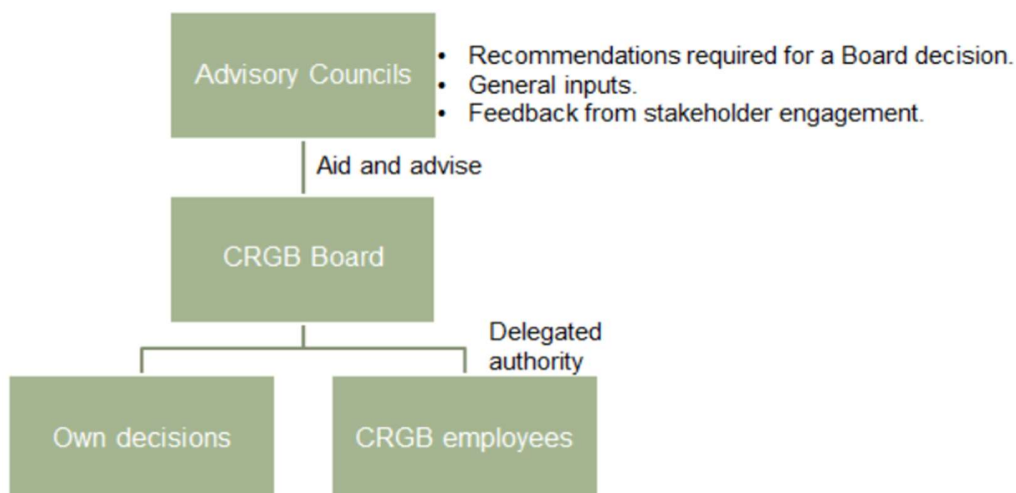 Advisory Councils
• Recommendations required for a Board decision.
• General inputs.
• Feedback from stakeholder engagement.
Aid and advise
CRGB Board
Delegated
authority
Own decisions
CRGB employees